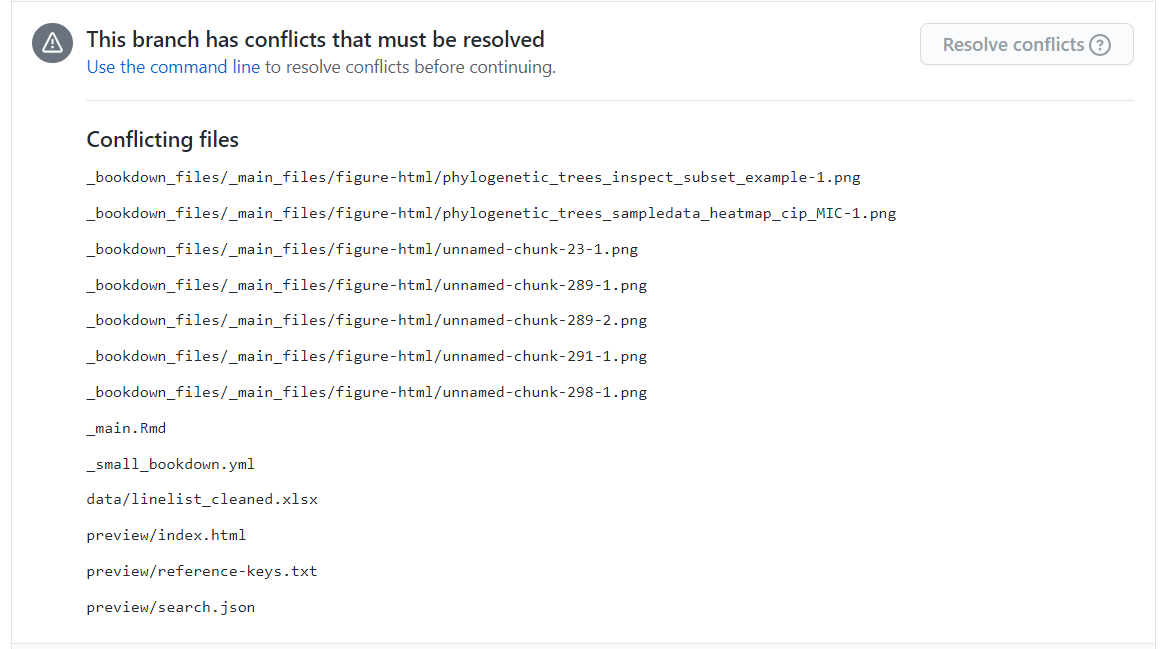 This branch has conflicts that must be resolved
Resolve conflicts ?
Use the command line to resolve conflicts before continuing.
Conflicting files
_bookdown_files/_main_files/figure-html/phylogenetic_trees_inspect_subset_example-1.png
_bookdown_files/_main_files/figure-html/phylogenetic_trees_sampledata_heatmap_cip_MIC-1.png
_bookdown_files/_main_files/figure-html/unnamed-chunk-23-1.png
_bookdown_files/_main_files/figure-html/unnamed-chunk-289-1.png
_bookdown_files/_main_files/figure-html/unnamed-chunk-289-2.png
_bookdown_files/_main_files/figure-html/unnamed-chunk-291-1.png
_bookdown_files/_main_files/figure-html/unnamed-chunk-298-1.png
_main.Rmd
_small_bookdown.yml
data/linelist_cleaned.xlsx
preview/index.html
preview/reference-keys.txt
preview/search.json